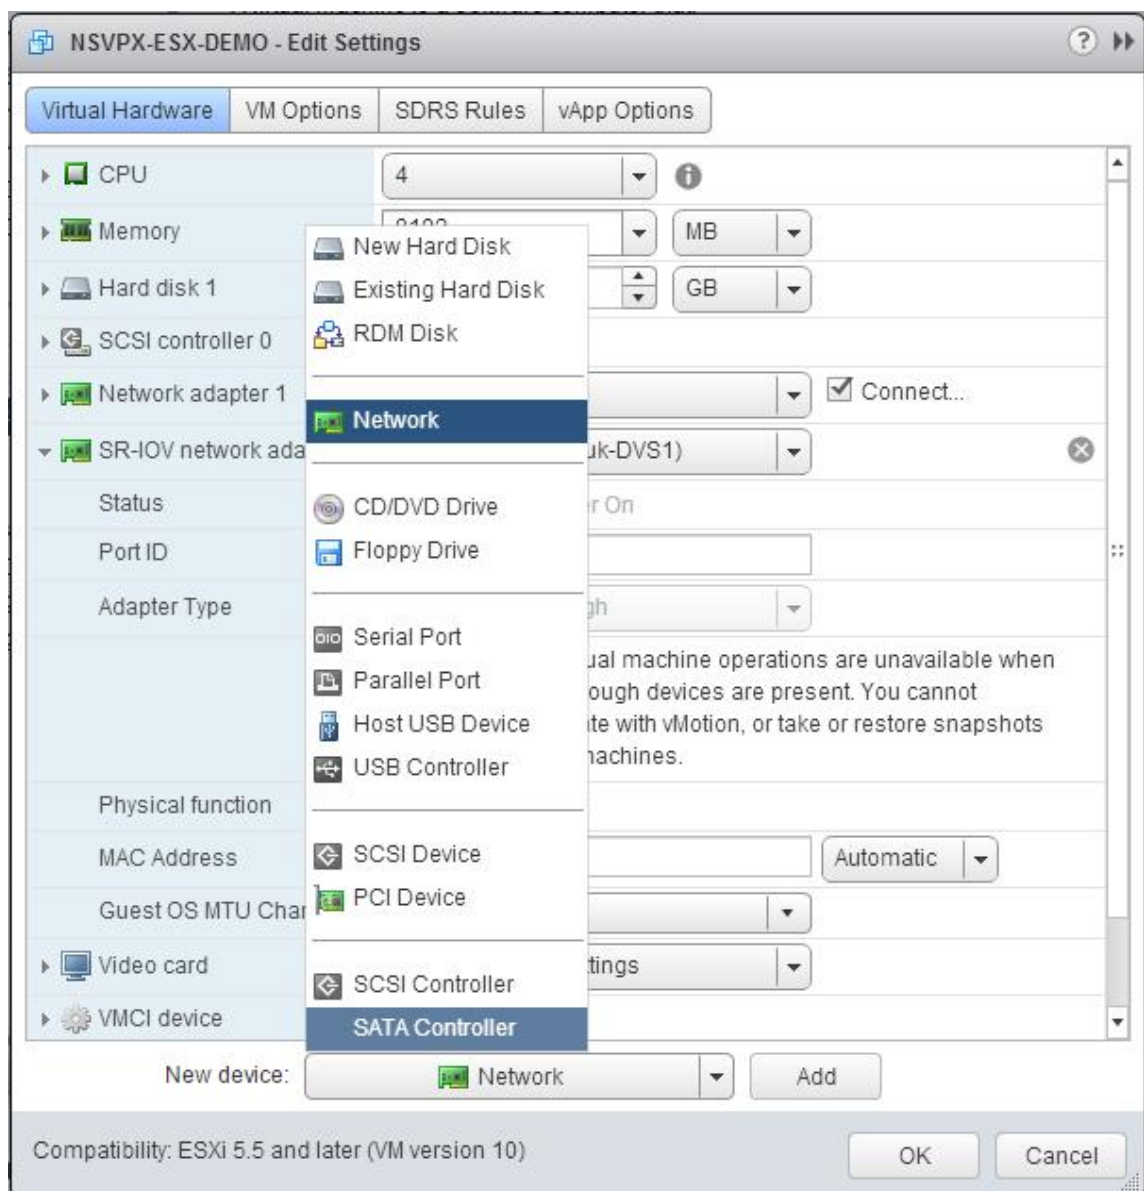 NSVPX-ESX-DEMO - Edit Settings
Virtual Hardware VM Options SDRS Rules vApp Options
CPU 4
Memory MB
New Hard Disk
Hard disk 1 GB
Existing Hard Disk
SCSI controller 0
RDM Disk
Network adapter 1 Connect...
Network
SR-IOV network ada uk-DVS1)
Status er On
CD/DVD Drive
Port ID
Floppy Drive
Adapter Type gh
Serial Port
ual machine operations are unavailable when
Parallel Port
ough devices are present. You cannot
Host USB Device
te with vMotion, or take or restore snapshots
USB Controller
machines.
Physical function
MAC Address Automatic
SCSI Device
Guest OS MTU Char
PCI Device
Video card ttings
SCSI Controller
VMCI device
SATA Controller
New device: Network Add
Compatibility: ESXi 5.5 and later (VM version 10)
OK Cancel